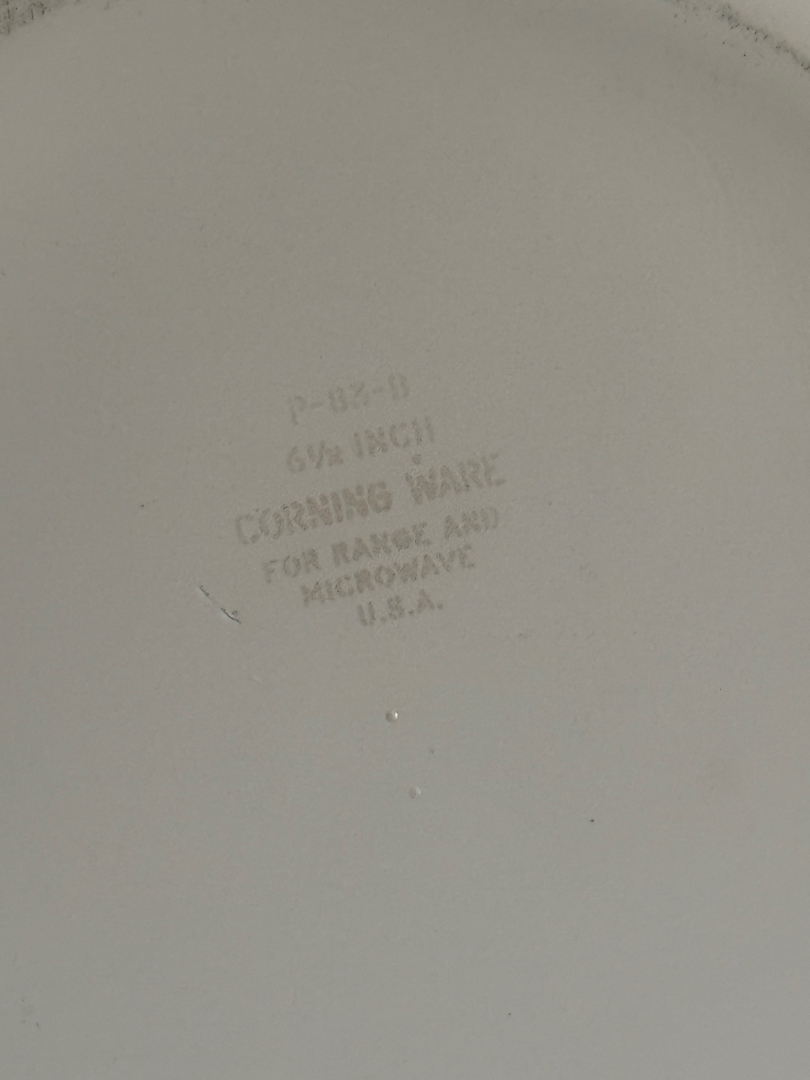 P-83-B
6½ INCH
CORNING WARE
FOR RANGE AND
MICROWAVE
U.S.A.